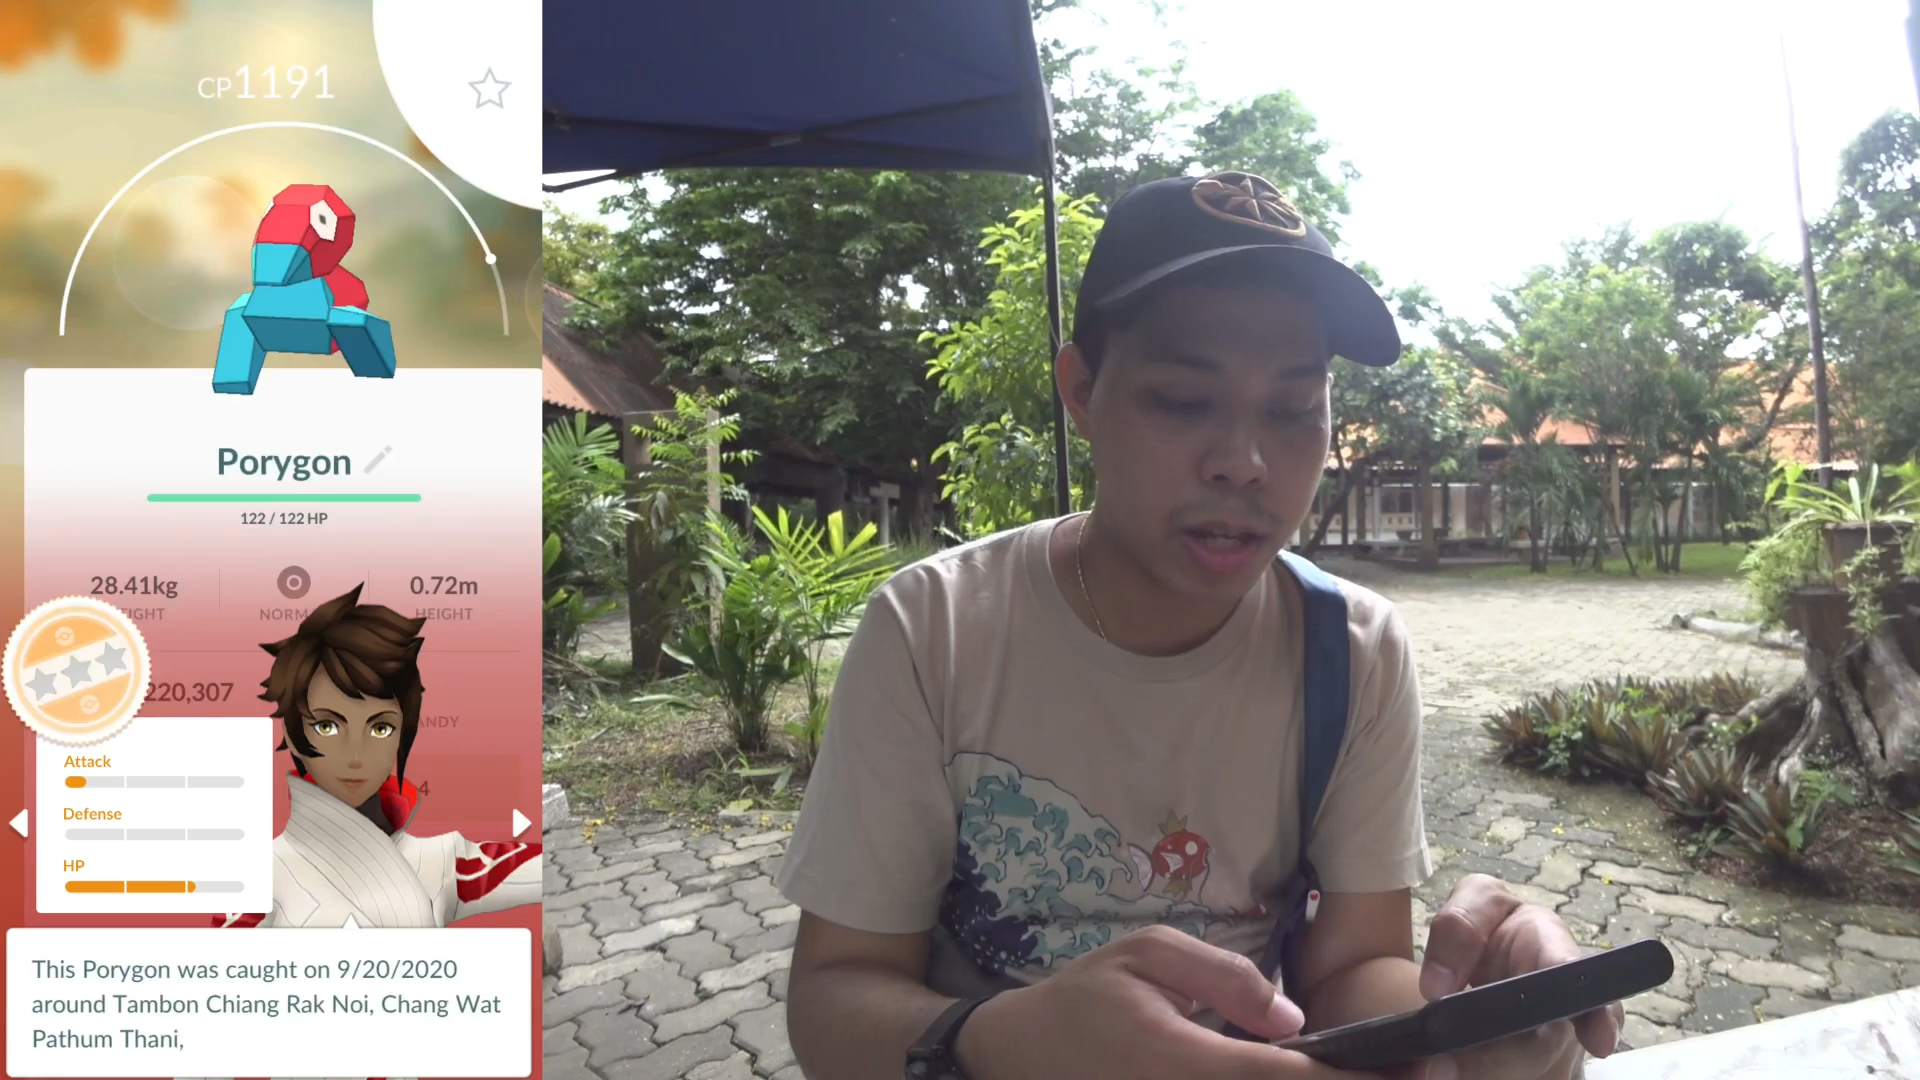 CP1191
Porygon
122 / 122 HP
28.41kg
0.72m
HEIGHT
220,307
Attack
Defense
HP
This Porygon was caught on 9/20/2020
around Tambon Chiang Rak Noi, Chang Wat
Pathum Thani,